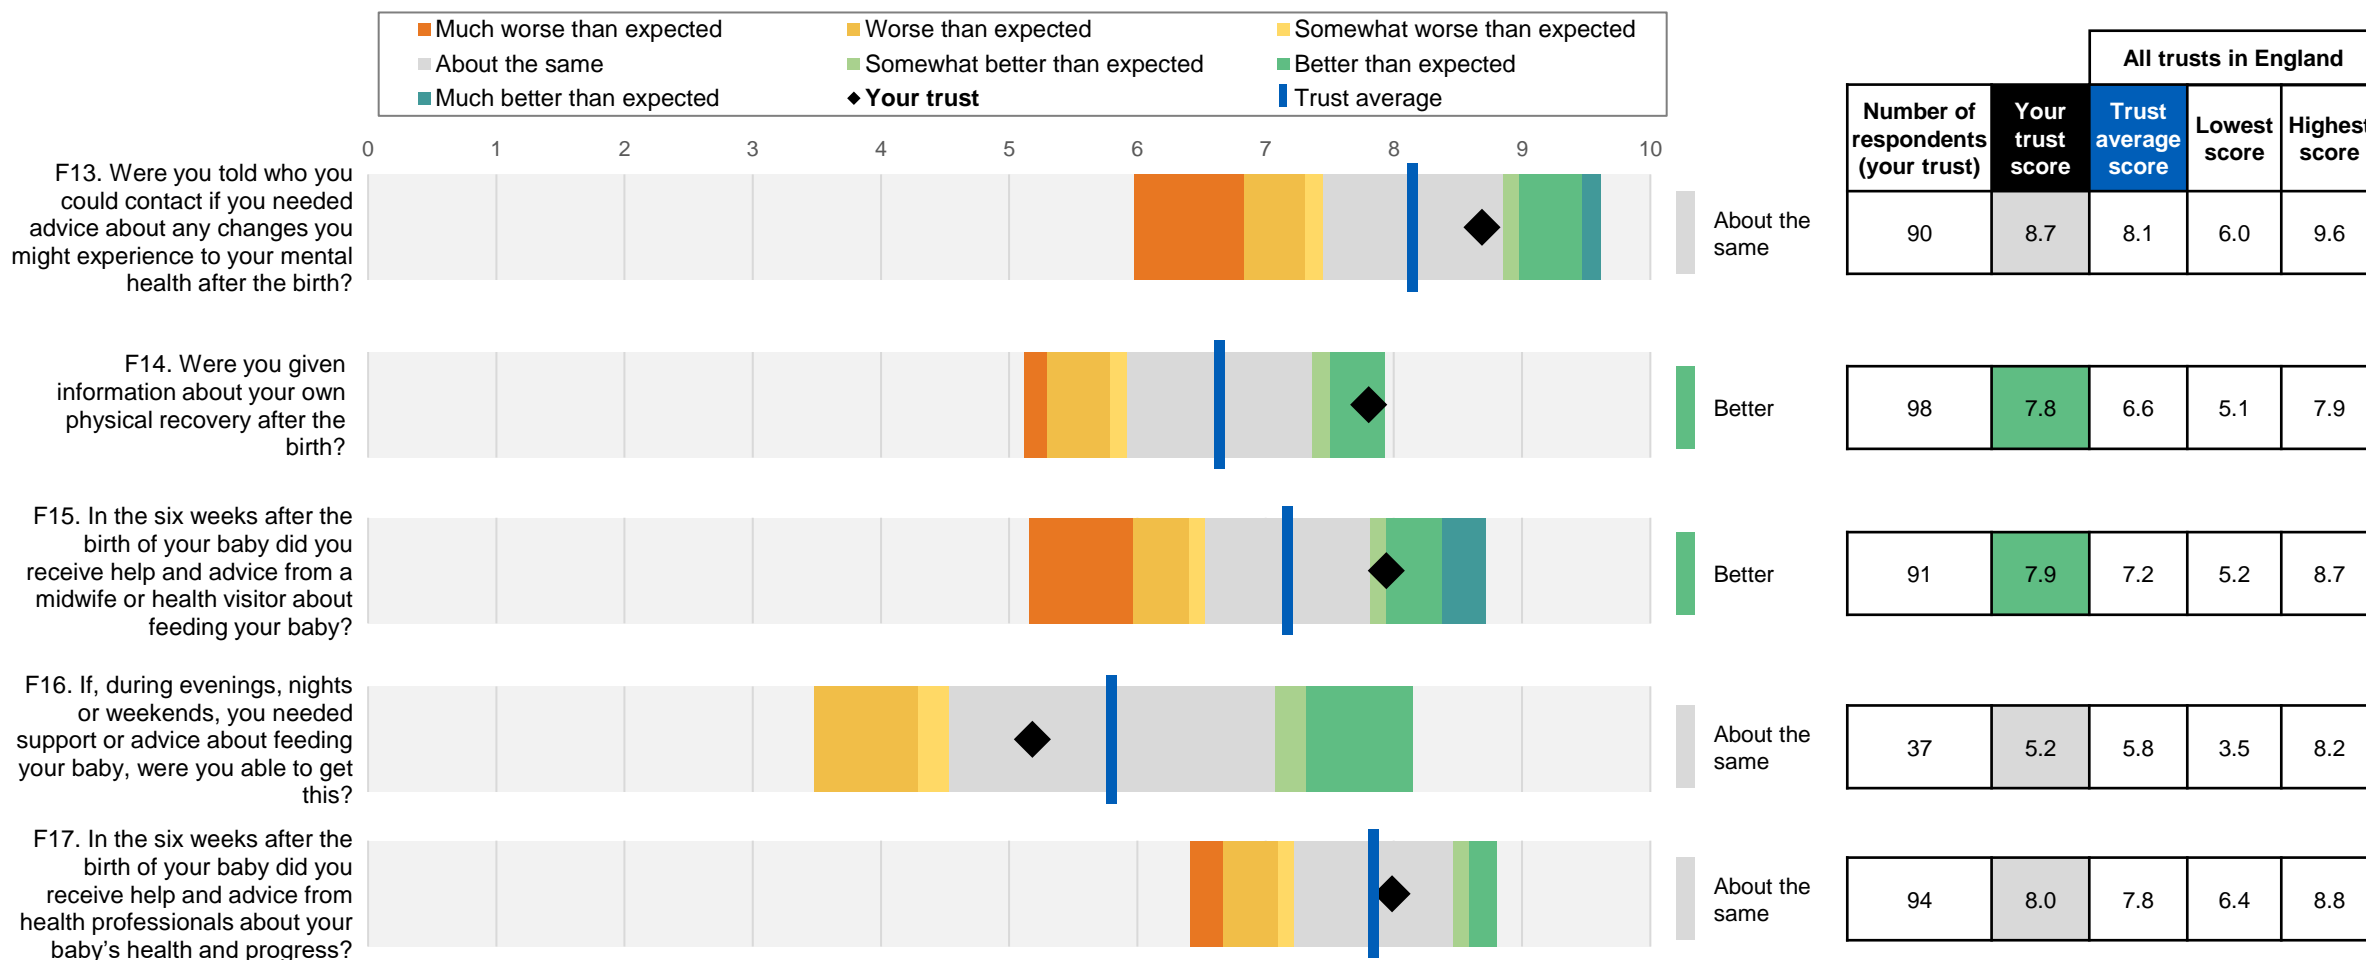 Much worse than expected
Worse than expected
Somewhat worse than expected
About the same
Somewhat better than expected
Better than expected
Much better than expected
Your trust
Trust average
All trusts in England
Number of
respondents
(your trust)
Your
trust
score
Trust
average
score
Lowest
score
Highest
score
0 1 2 3 4 5 6 7 8 9 10
F13. Were you told who you
could contact if you needed
advice about any changes you
might experience to your mental
health after the birth?
About the
same
90 8.7 8.1 6.0 9.6
F14. Were you given
information about your own
physical recovery after the
birth?
Better
98 7.8 6.6 5.1 7.9
F15. In the six weeks after the
birth of your baby did you
receive help and advice from a
midwife or health visitor about
feeding your baby?
Better
91 7.9 7.2 5.2 8.7
F16. If, during evenings, nights
or weekends, you needed
support or advice about feeding
your baby, were you able to get
this?
About the
same
37 5.2 5.8 3.5 8.2
F17. In the six weeks after the
birth of your baby did you
receive help and advice from
health professionals about your
baby’s health and progress?
About the
same
94 8.0 7.8 6.4 8.8